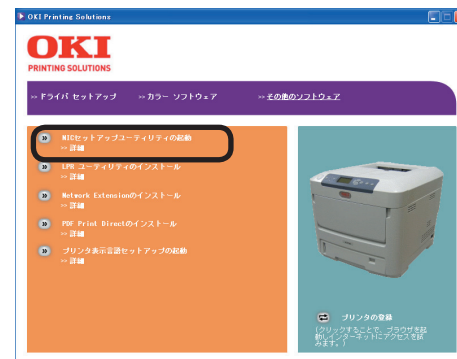 OKI Printing Solutions
OKI
PRINTING SOLUTIONS
ドライバ セットアップ カラー ソフトウェア その他のソフトウェア
NICセットアップユーティリティの起動
詳細
LPR ユーティリティのインストール
詳細
Network Extensionのインストール
詳細
PDF Print Directのインストール
詳細
プリンタ表示言語セットアップの起動
詳細
プリンタの登録
(クリックすることで、ブラウザを起
動しインターネットにアクセスを試
みます。)